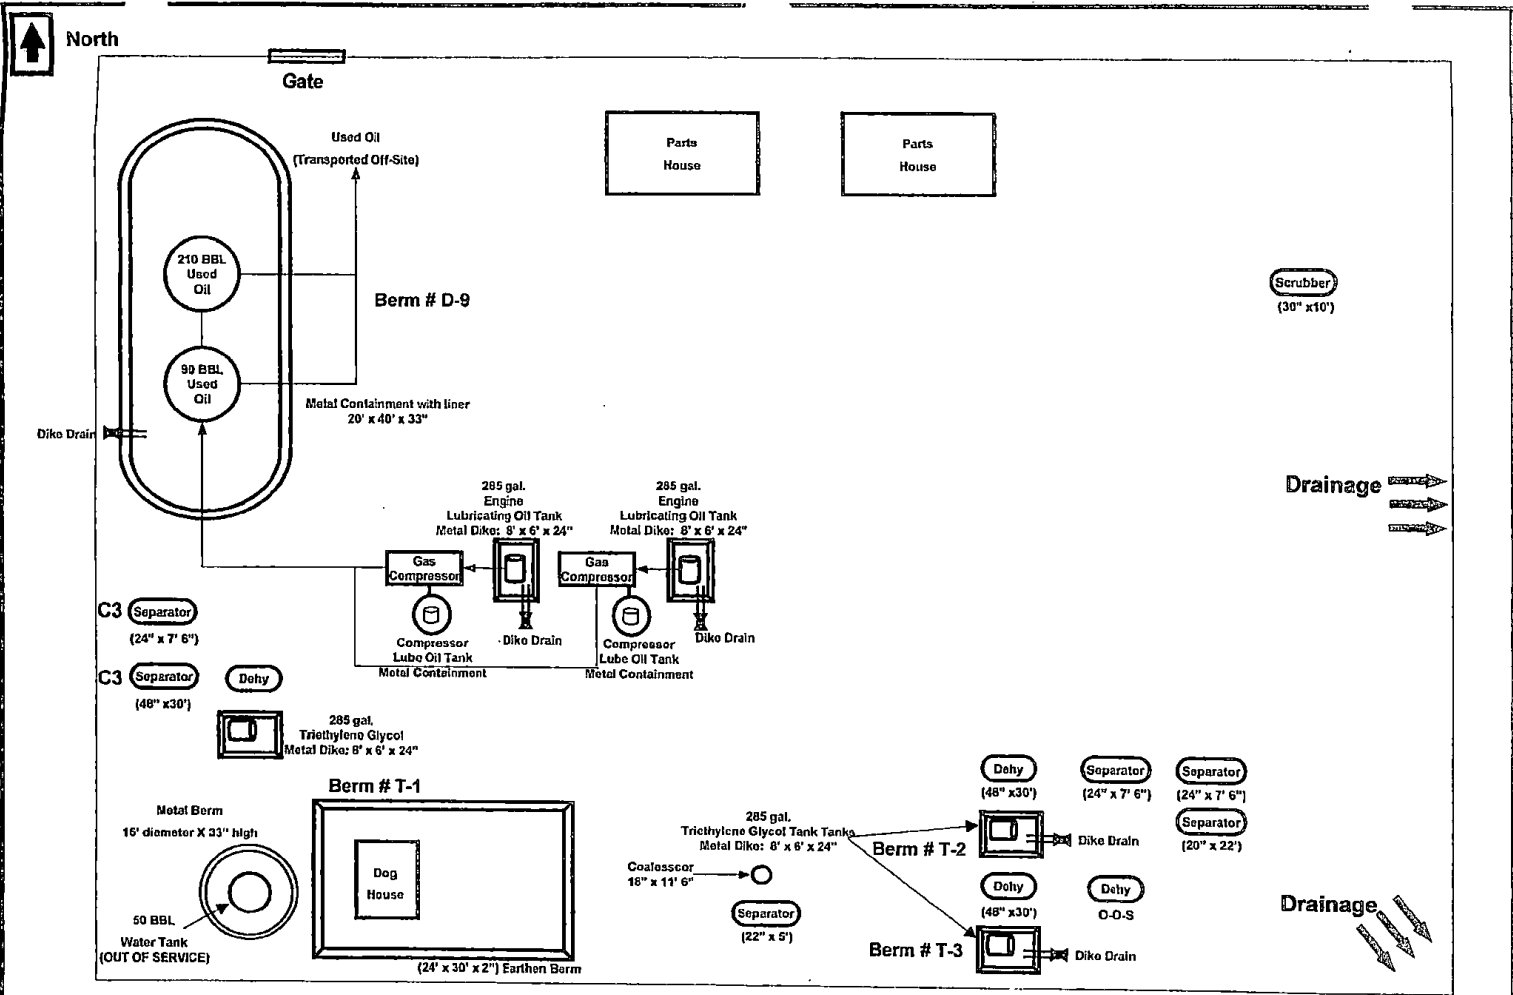 North
Gate
Used Oil
(Transported Off-Site)
Parts
House
Parts
House
210 BBL
Used
Oil
Berm # D-9
Scrubber
(30" x10')
90 BBL
Used
Oil
Metal Containment with liner
20' x 40' x 33"
Dike Drain
285 gal.
Engine
Lubricating Oil Tank
Metal Dike: 8' x 6' x 24"
285 gal.
Engine
Lubricating Oil Tank
Metal Dike: 8' x 6' x 24"
Drainage
Gas
Compressor
Gas
Compressor
Dike Drain
Dike Drain
Compressor
Lube Oil Tank
Metal Containment
Compressor
Lube Oil Tank
Metal Containment
C3 Separator
(24" x 7' 6")
C3 Separator
(48" x30')
Dehy
285 gal.
Triethylene Glycol
Metal Dike: 8' x 6' x 24"
Berm # T-1
Metal Berm
16' diameter X 33" high
Dog
House
50 BBL
Water Tank
(OUT OF SERVICE)
(24' x 30' x 2") Earthen Berm
285 gal.
Triethylene Glycol Tank Tanks
Metal Dike: 8' x 6' x 24"
Coalesscor
18" x 11' 6"
Separator
(22" x 5')
Dehy
(48" x30')
Separator
(24" x 7' 6")
Separator
(24" x 7' 6")
Separator
(20" x 22')
Berm # T-2
Dike Drain
Dehy
(48" x30')
Dehy
O-O-S
Berm # T-3
Dike Drain
Drainage